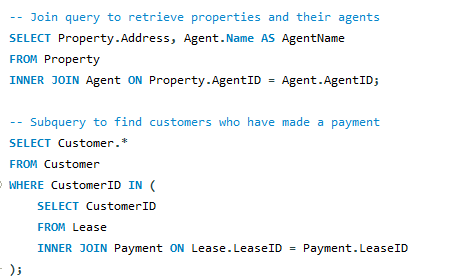 -- Join query to retrieve properties and their agents
SELECT Property.Address, Agent.Name AS AgentName
FROM Property
INNER JOIN Agent ON Property.AgentID = Agent.AgentID;

-- Subquery to find customers who have made a payment
SELECT Customer.*
FROM Customer
WHERE CustomerID IN (
    SELECT CustomerID
    FROM Lease
    INNER JOIN Payment ON Lease.LeaseID = Payment.LeaseID
);